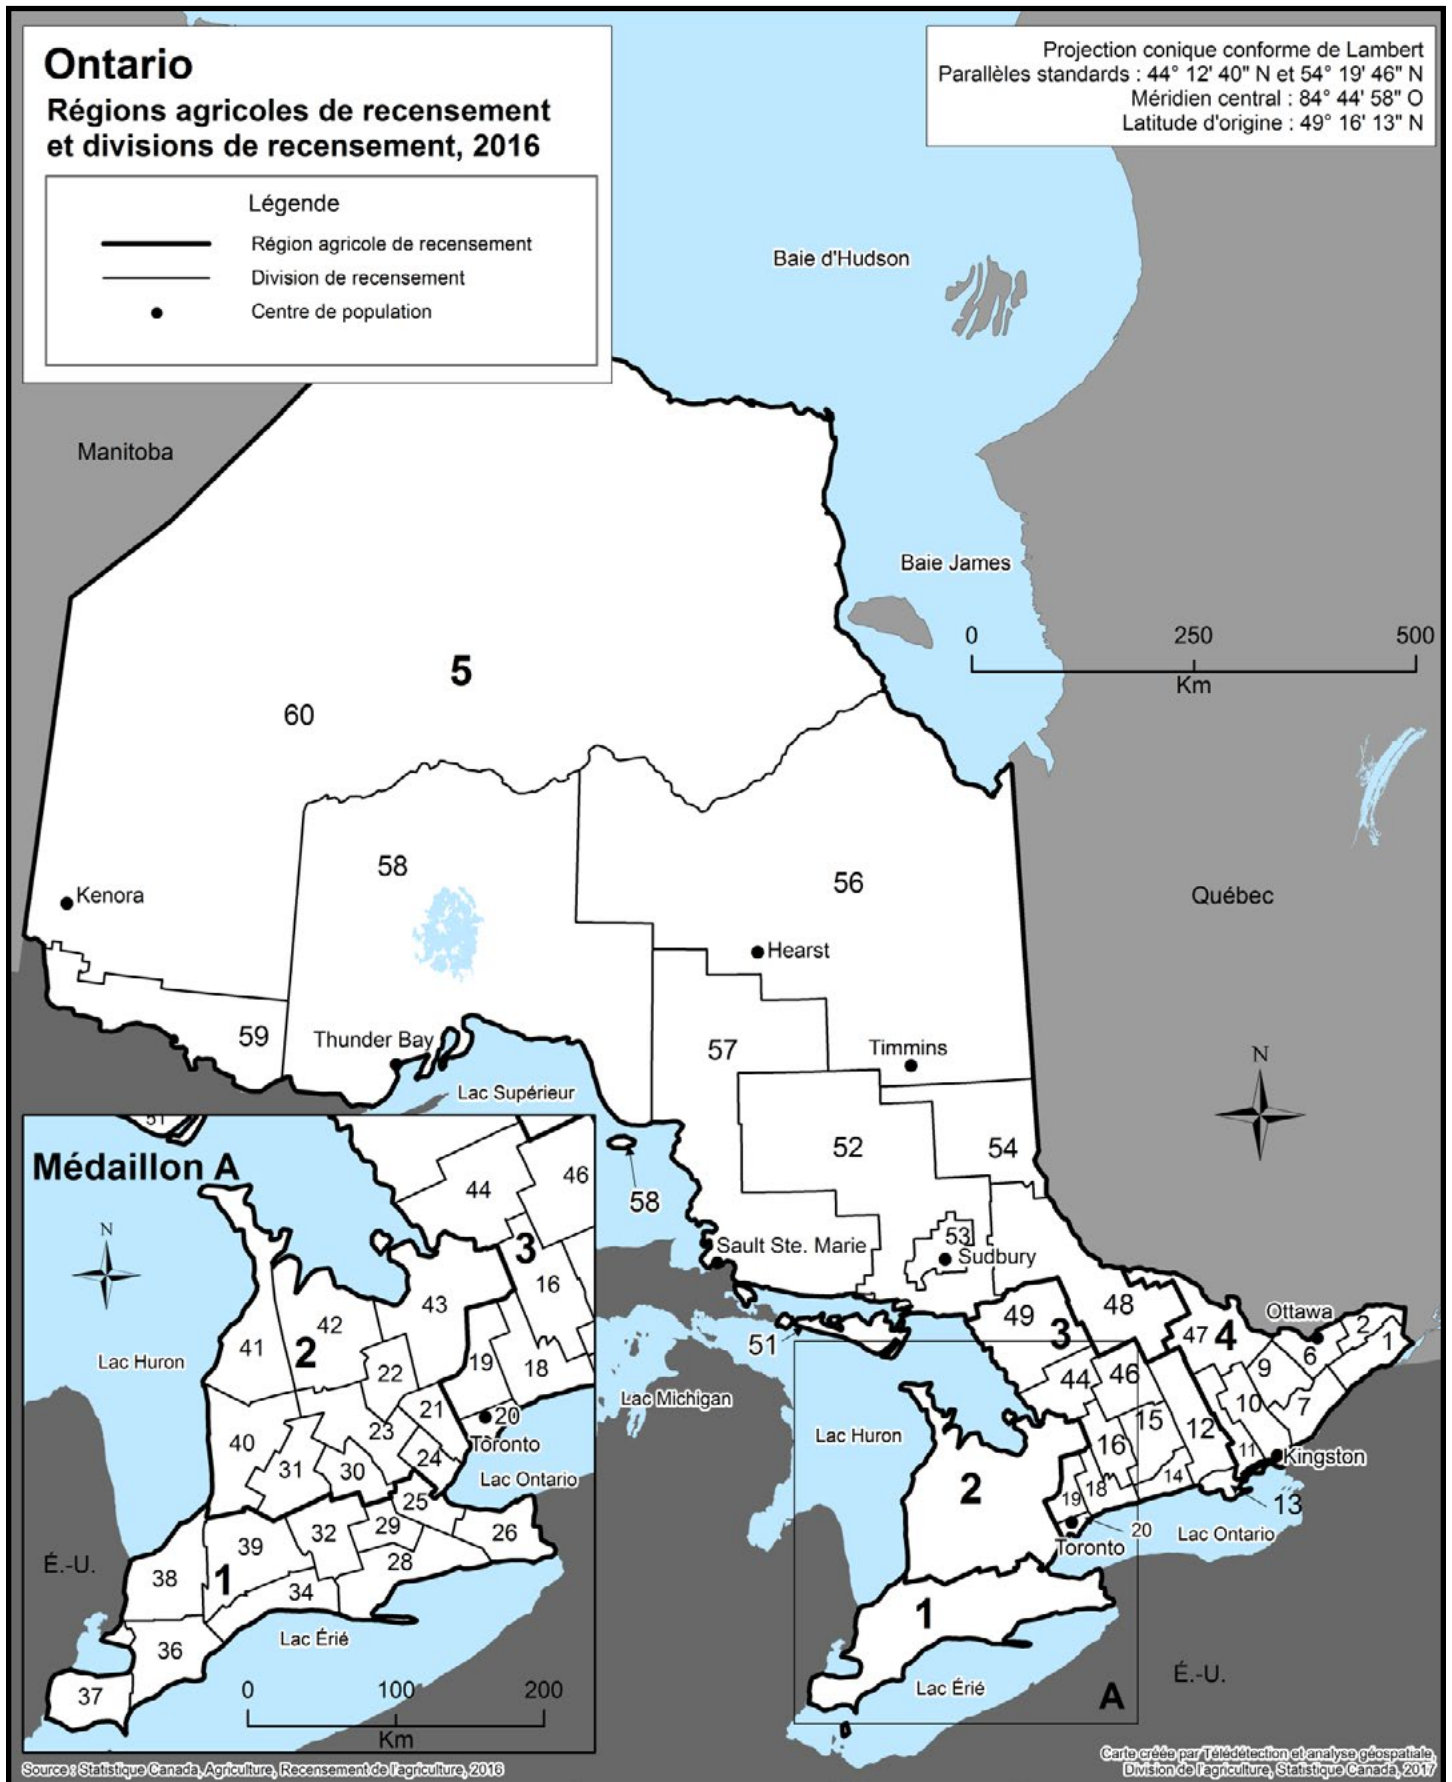 Ontario
Régions agricoles de recensement
et divisions de recensement, 2016
Légende
Région agricole de recensement
Division de recensement
Centre de population
Projection conique conforme de Lambert
Parallèles standards : 44° 12' 40" N et 54° 19' 46" N
Méridien central : 84° 44' 58" O
Latitude d'origine : 49° 16' 13" N
Baie d'Hudson
Manitoba
Baie James
0 250 500
Km
5
60
58
56
Québec
Kenora
Hearst
59
Thunder Bay
57
Timmins
N
Lac Supérieur
52
54
58
53
Sault Ste. Marie
Sudbury
49
48
Ottawa
51
3
47
4
2
1
6
9
44
46
10
7
Lac Michigan
Lac Huron
15
12
16
11
Kingston
14
2
18
19
13
20
Toronto
Lac Ontario
1
Lac Érié
É.-U.
A
Médaillon A
51
44
46
N
3
16
43
42
41
2
Lac Huron
22
19
18
21
20
23
Toronto
40
24
31
30
Lac Ontario
25
32
29
26
39
28
É.-U.
38
1
34
Lac Érié
36
37
0 100 200
Km
Source : Statistique Canada, Agriculture, Recensement de l'agriculture, 2016
Carte créée par Télédétection et analyse géospatiale,
Division de l'agriculture, Statistique Canada, 2017